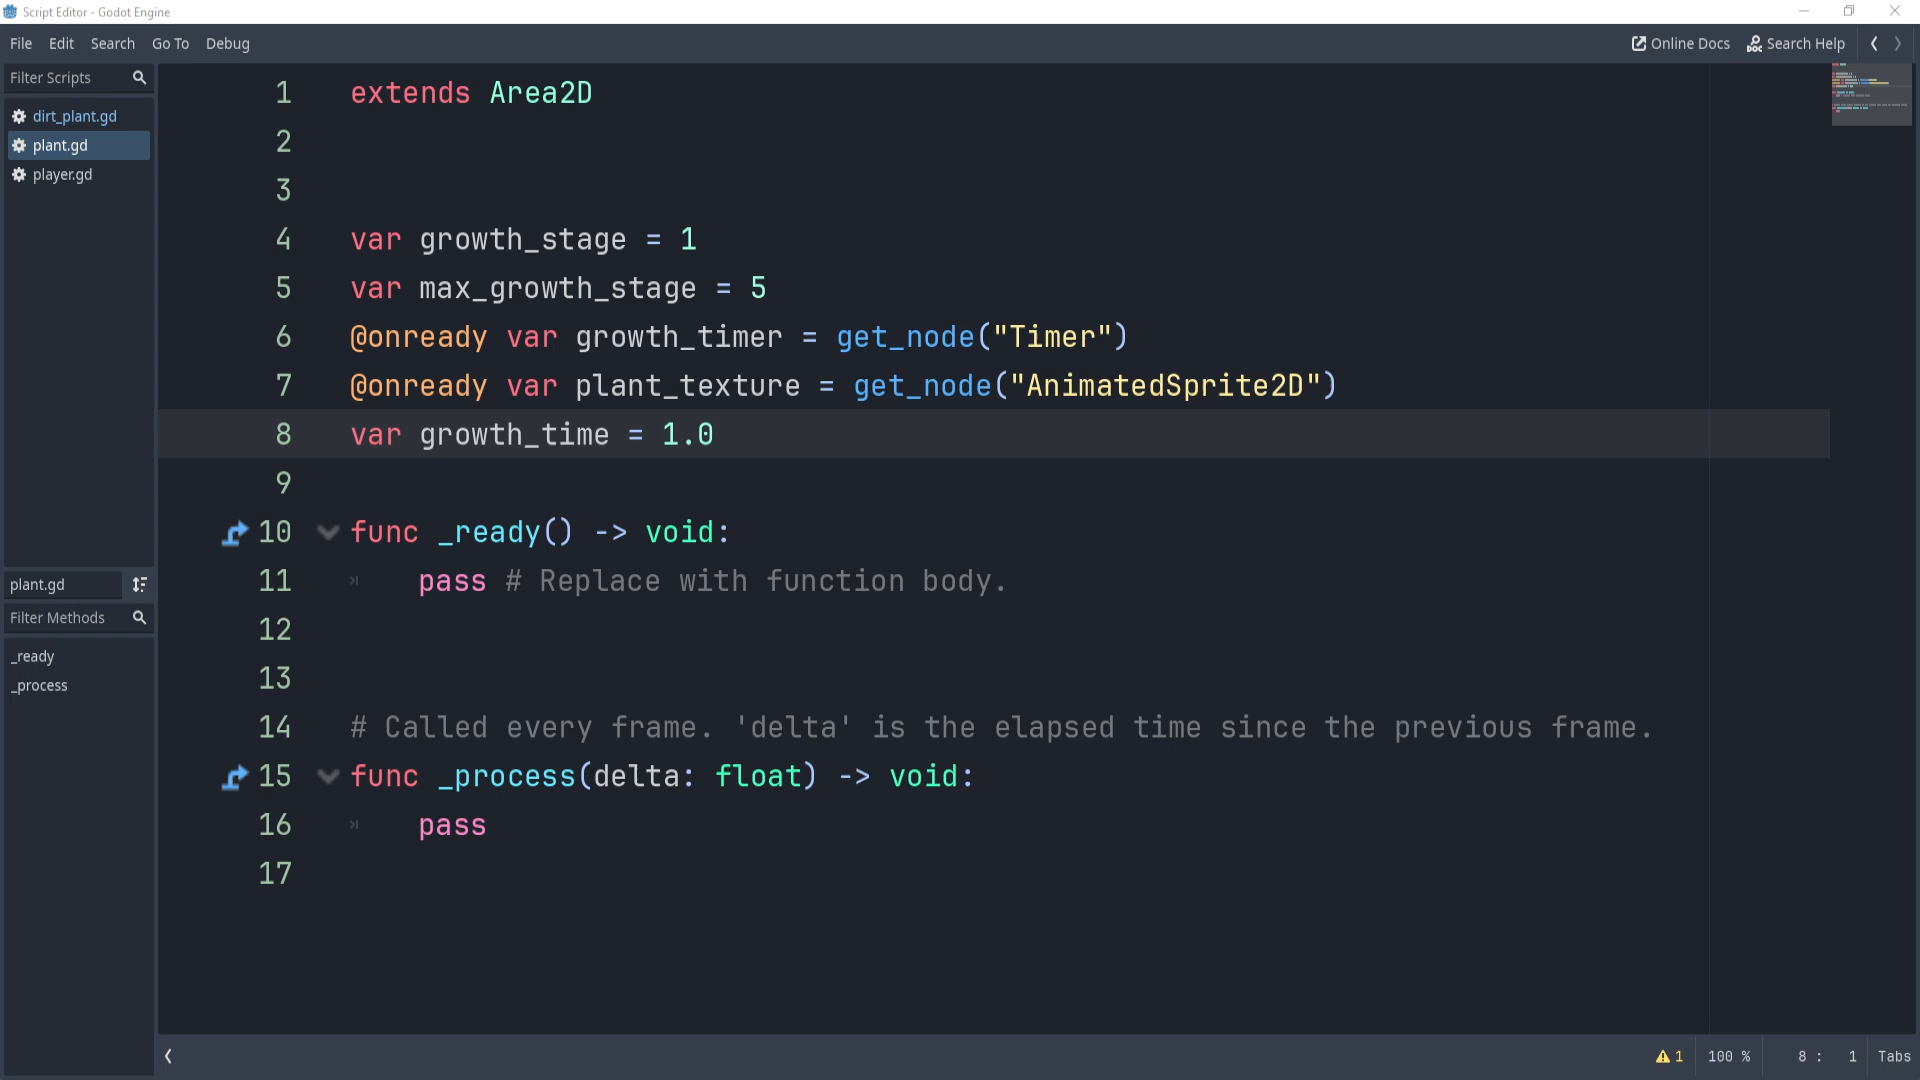 Script Editor - Godot Engine
File Edit Search Go To Debug
Online Docs Search Help
Filter Scripts
dirt_plant.gd
plant.gd
player.gd
plant.gd
Filter Methods
_ready
_process
1 extends Area2D
2
3
4 var growth_stage = 1
5 var max_growth_stage = 5
6 @onready var growth_timer = get_node("Timer")
7 @onready var plant_texture = get_node("AnimatedSprite2D")
8 var growth_time = 1.0
9
10 func _ready() -> void:
11 pass # Replace with function body.
12
13
14 # Called every frame. 'delta' is the elapsed time since the previous frame.
15 func _process(delta: float) -> void:
16 pass
17
1 100 % 8 : 1 Tabs